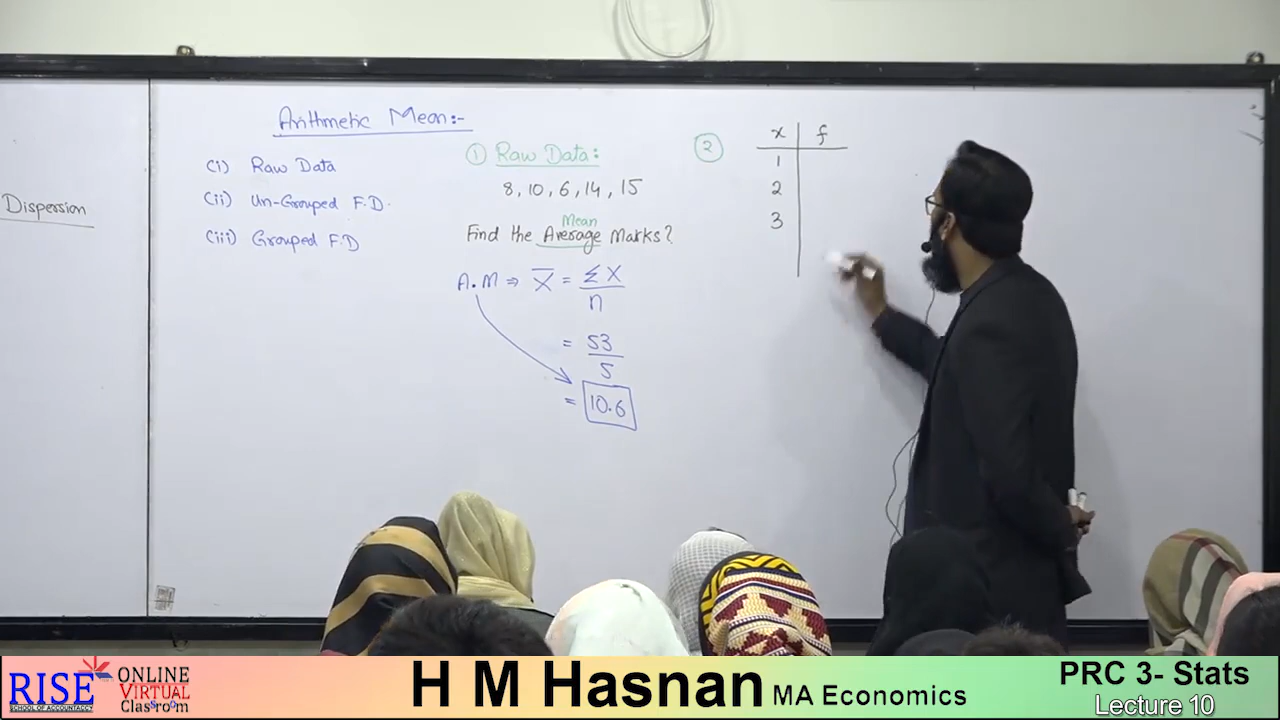 Dispersion
Arithmetic Mean:-
(i) Raw Data
(ii) Un-Grouped F.D.
(iii) Grouped F.D
① Raw Data:
8, 10, 6, 14, 15
Mean
Find the Average Marks?
A.M ⇒ X̅ = ΣX
n
= 53
5
= 10.6
②
x f
1
2
3
RISE
SCHOOL OF ACCOUNTANCY
ONLINE
VIRTUAL
Classroom
H M Hasnan MA Economics
PRC 3- Stats
Lecture 10